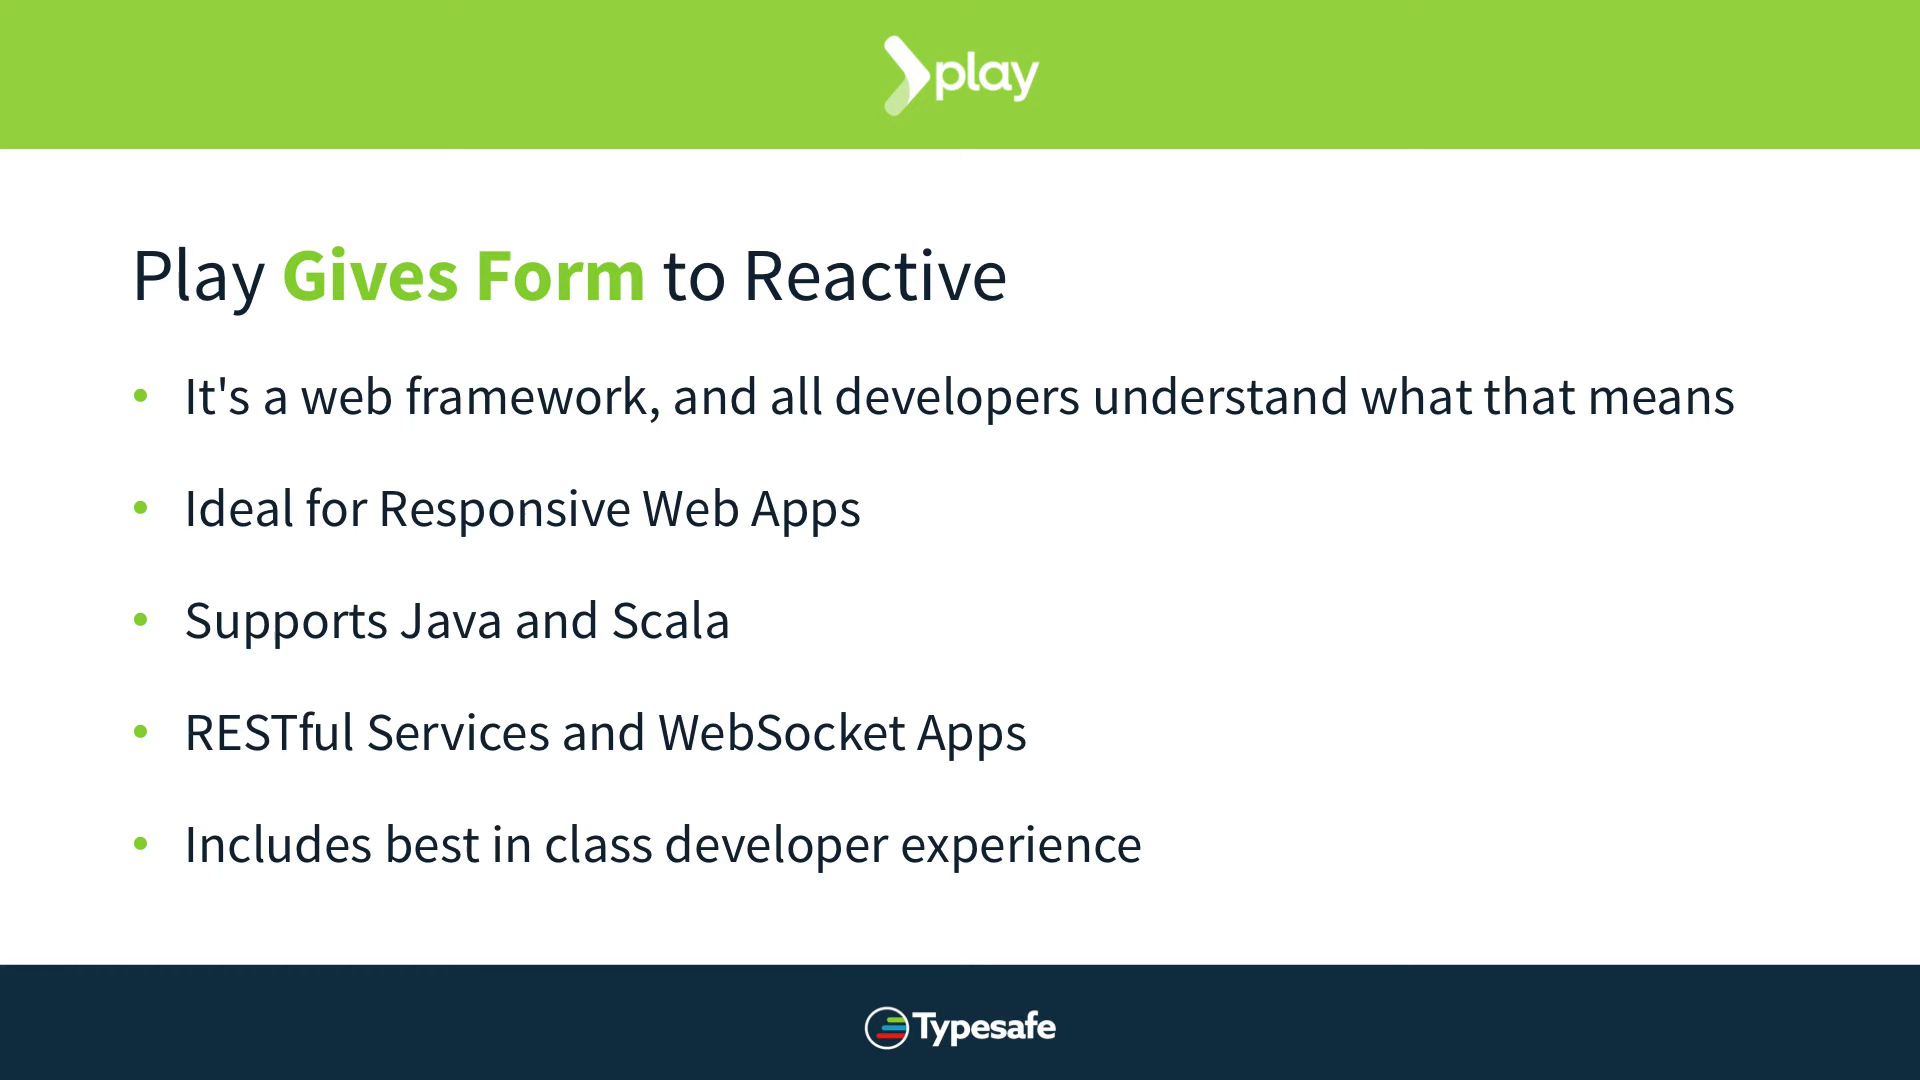 play
Play Gives Form to Reactive
• It's a web framework, and all developers understand what that means
• Ideal for Responsive Web Apps
• Supports Java and Scala
• RESTful Services and WebSocket Apps
• Includes best in class developer experience
Typesafe